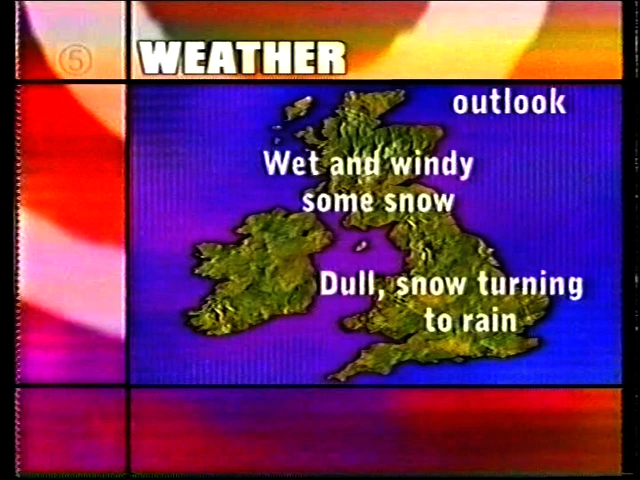 5
WEATHER
outlook
Wet and windy
some snow
Dull, snow turning
to rain